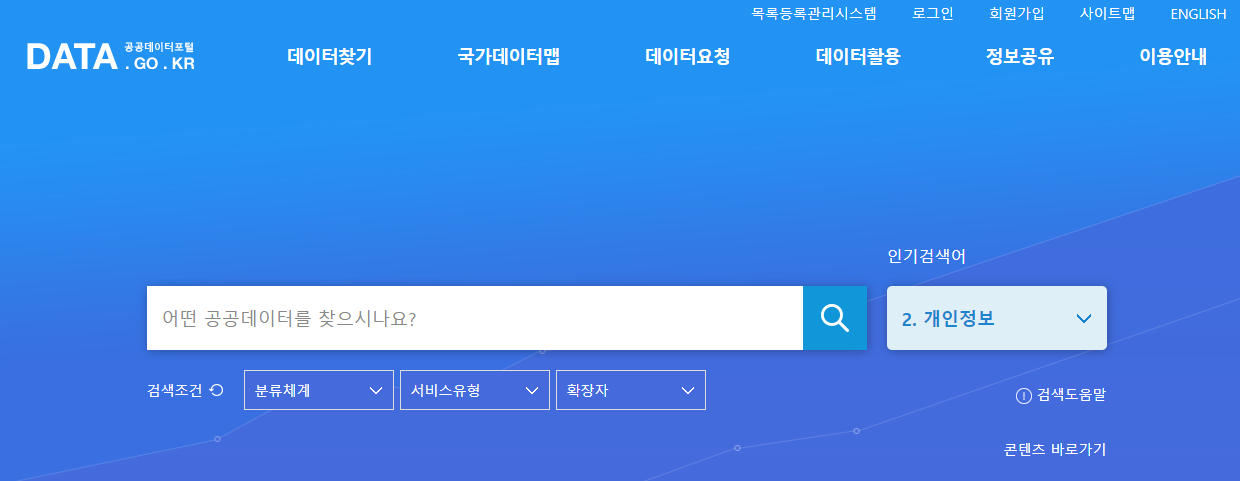 목록등록관리시스템 로그인 회원가입 사이트맵 ENGLISH
DATA 공공데이터포털
.GO.KR
데이터찾기 국가데이터맵 데이터요청 데이터활용 정보공유 이용안내
인기검색어
어떤 공공데이터를 찾으시나요?
2. 개인정보
검색조건 분류체계 서비스유형 확장자
검색도움말
콘텐츠 바로가기